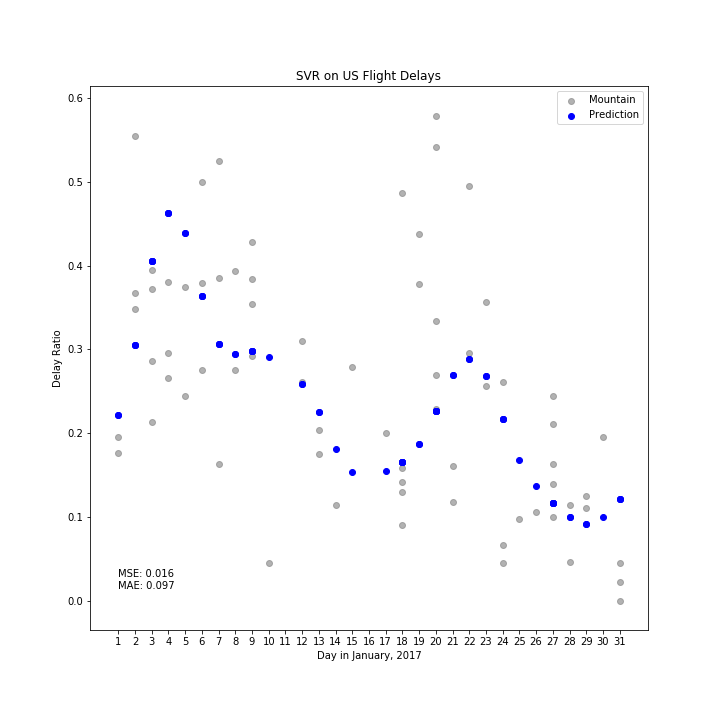 SVR on US Flight Delays
Mountain
Prediction
0.6
0.5
0.4
0.3
0.2
0.1
0.0
Delay Ratio
MSE: 0.016
MAE: 0.097
1 2 3 4 5 6 7 8 9 10 11 12 13 14 15 16 17 18 19 20 21 22 23 24 25 26 27 28 29 30 31
Day in January, 2017